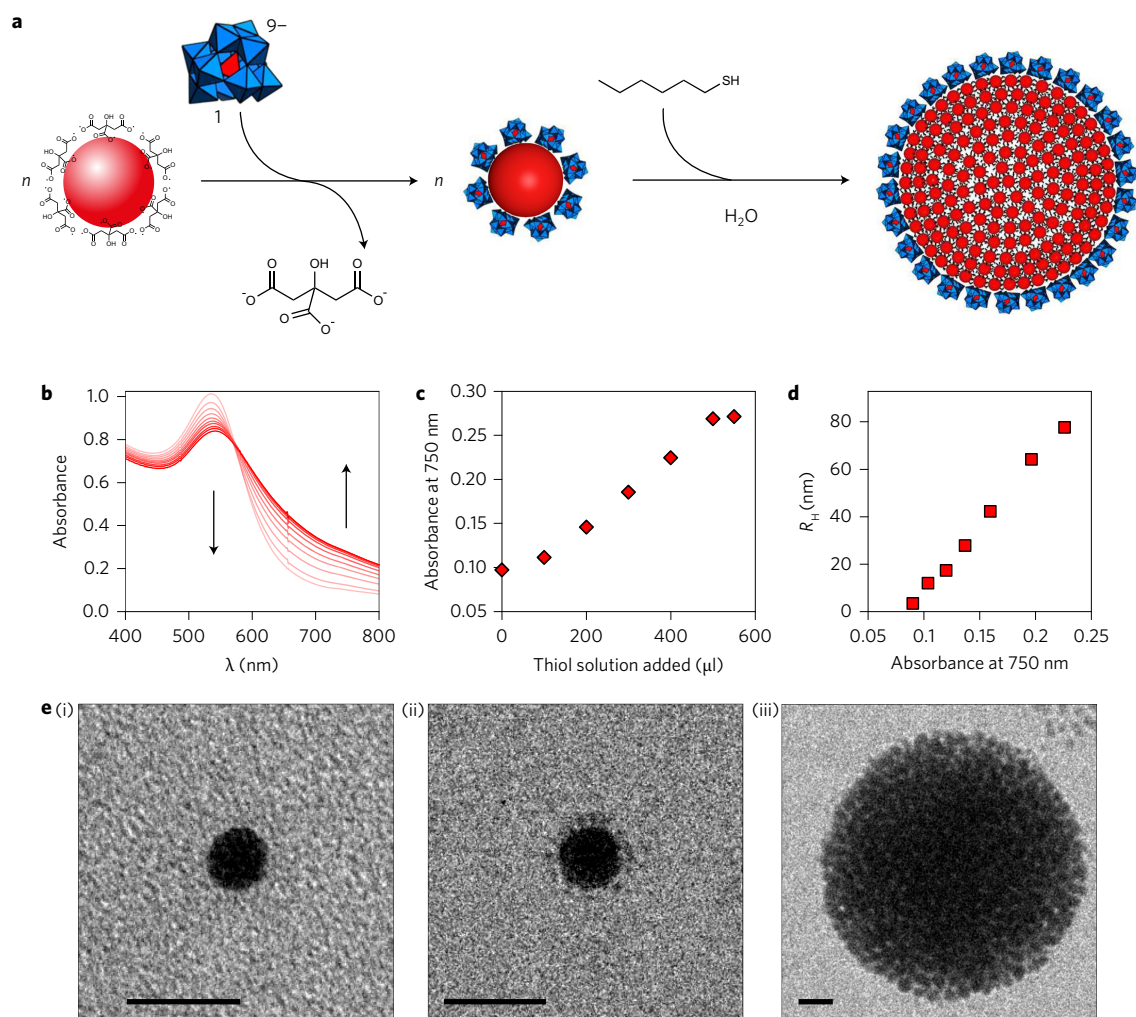 a
9–
1
n
n
SH
H₂O
O
OH
O
⁻O
O⁻
O
O⁻
b
Absorbance
1.0
0.8
0.6
0.4
0.2
0.0
400 500 600 700 800
λ (nm)
c
Absorbance at 750 nm
0.30
0.25
0.20
0.15
0.10
0.05
0 200 400 600
Thiol solution added (µl)
d
R_H (nm)
80
60
40
20
0
0.05 0.1 0.15 0.2 0.25
Absorbance at 750 nm
e (i)
(ii)
(iii)